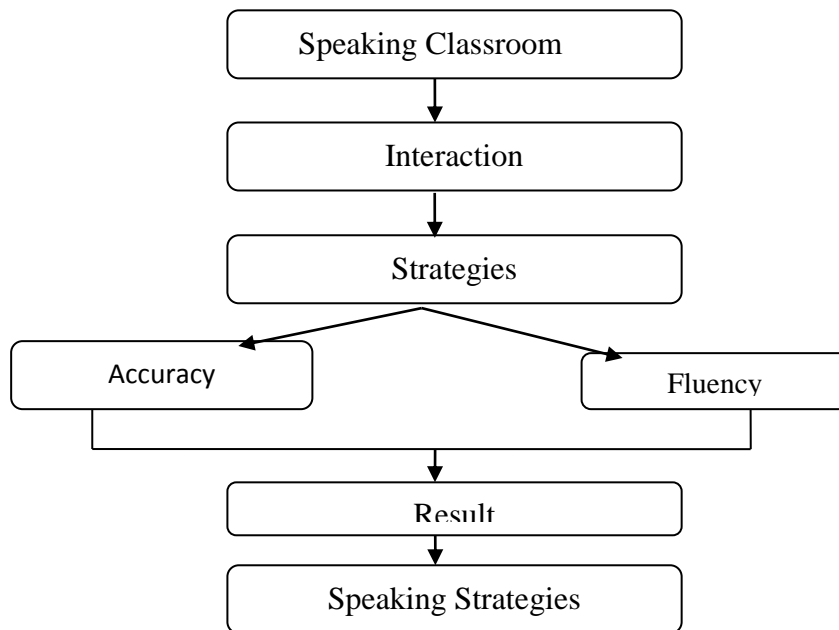 Speaking Classroom
Interaction
Strategies
Accuracy
Fluency
Result
Speaking Strategies